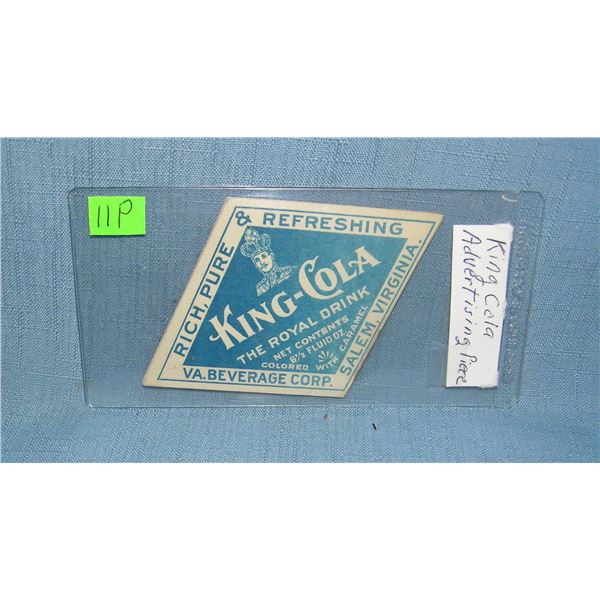 11P
RICH, PURE & REFRESHING
KING-COLA
THE ROYAL DRINK
NET CONTENTS
6½ FLUID OZ.
COLORED WITH CARAMEL
VA. BEVERAGE CORP.
SALEM, VIRGINIA.
King Cola
Advertising Piece